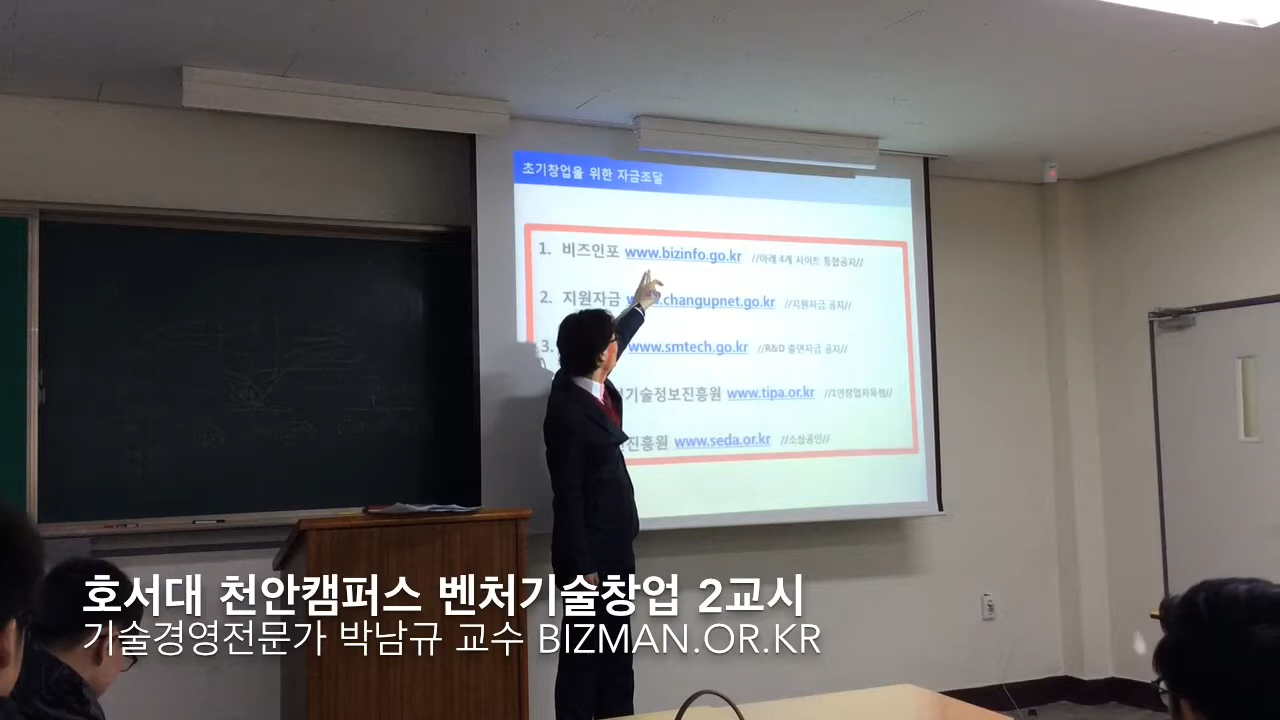 초기창업을 위한 자금조달
1. 비즈인포 www.bizinfo.go.kr //아래 4개 사이트 통합공지//
2. 지원자금 .changupnet.go.kr //지원자금 공지//
3. www.smtech.go.kr //R&D 출연자금 공지//
기술정보진흥원 www.tipa.or.kr
진흥원 www.seda.or.kr //소상공인//
호서대 천안캠퍼스 벤처기술창업 2교시
기술경영전문가 박남규 교수 BIZMAN.OR.KR